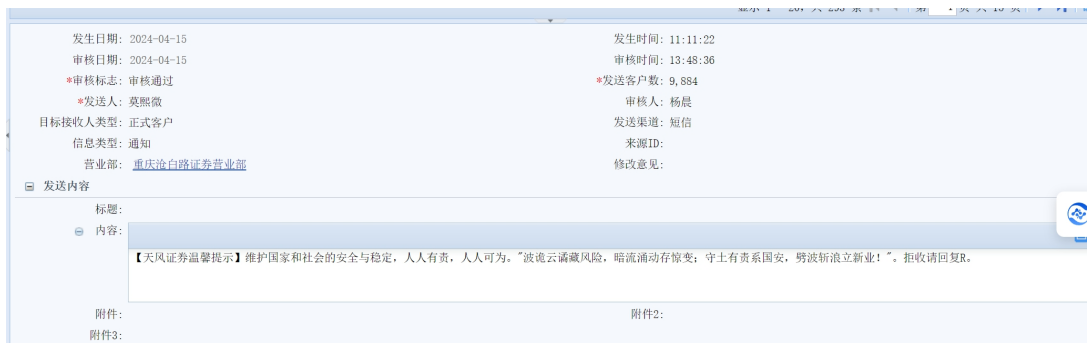 发生日期: 2024-04-15 发生时间: 11:11:22
审核日期: 2024-04-15 审核时间: 13:48:36
*审核标志: 审核通过 *发送客户数: 9,884
*发送人: 莫熙微 审核人: 杨晨
目标接收人类型: 正式客户 发送渠道: 短信
信息类型: 通知 来源ID:
营业部: 重庆沧白路证券营业部 修改意见:
发送内容
标题:
内容:
【天风证券温馨提示】维护国家和社会的安全与稳定，人人有责，人人可为。"波诡云谲藏风险，暗流涌动存惊变；守土有责系国安，劈波斩浪立新业！"。拒收请回复R。
附件: 附件2:
附件3: